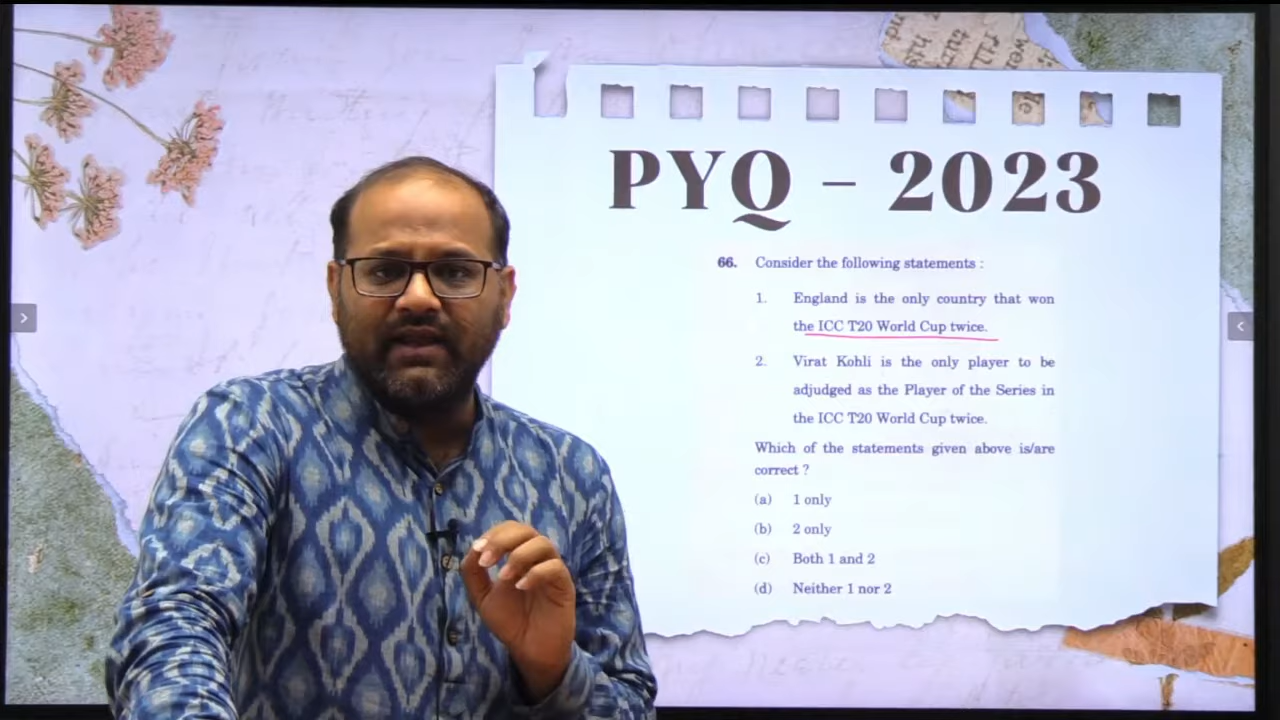 PYQ – 2023
66. Consider the following statements :
1. England is the only country that won
the ICC T20 World Cup twice.
2. Virat Kohli is the only player to be
adjudged as the Player of the Series in
the ICC T20 World Cup twice.
Which of the statements given above is/are
correct ?
(a) 1 only
(b) 2 only
(c) Both 1 and 2
(d) Neither 1 nor 2